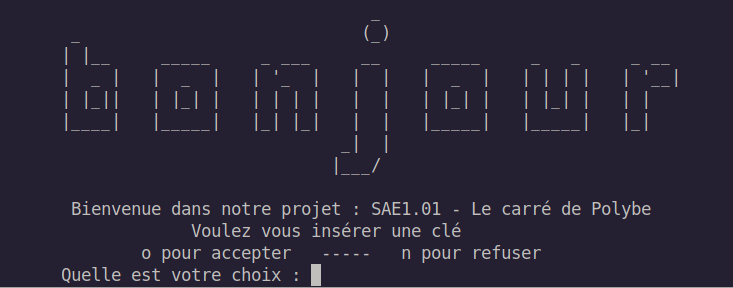 bonjour
Bienvenue dans notre projet : SAE1.01 - Le carré de Polybe
Voulez vous insérer une clé
o pour accepter ----- n pour refuser
Quelle est votre choix :